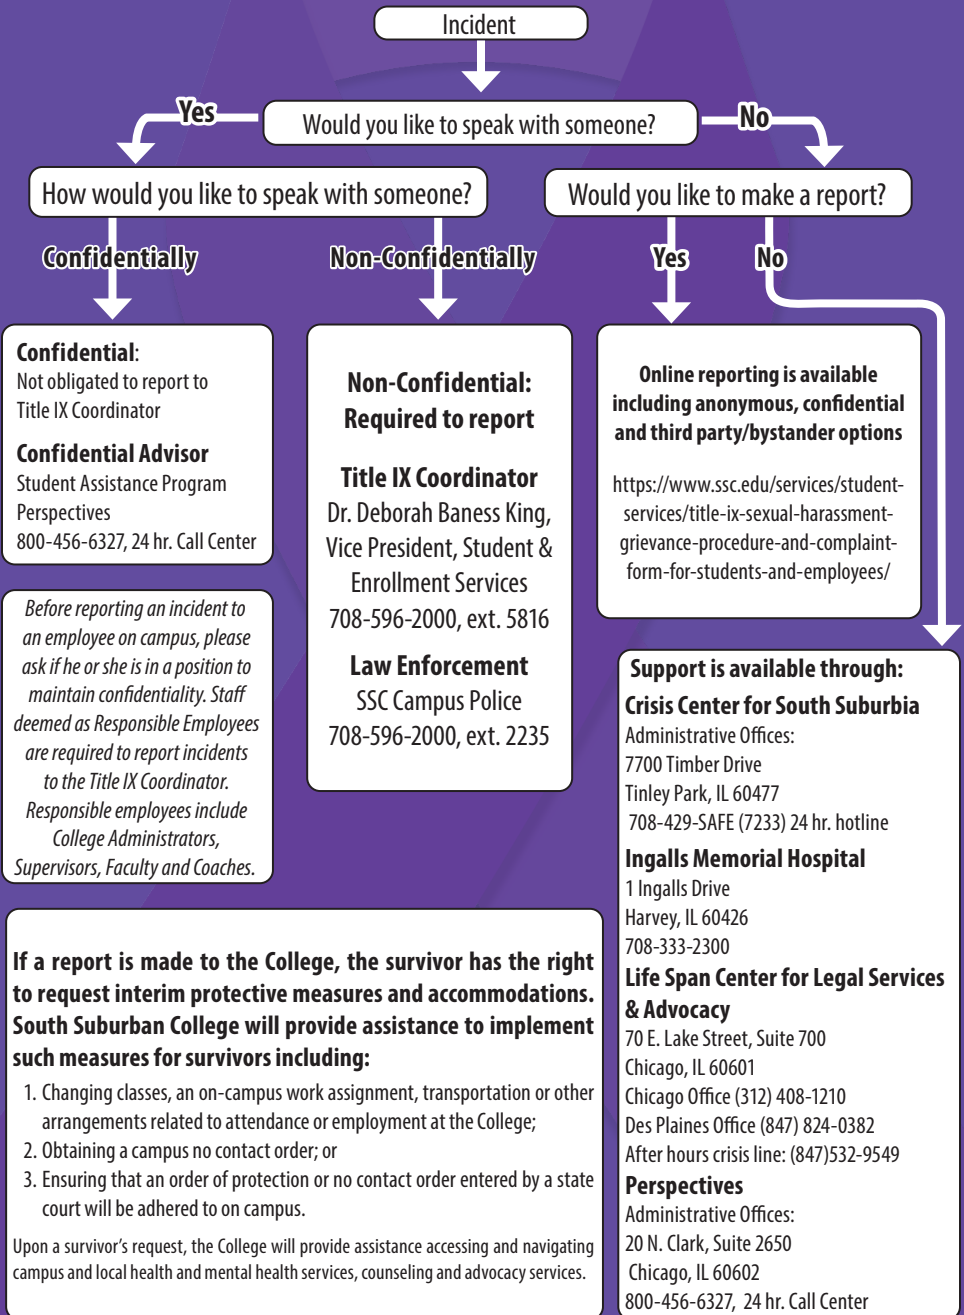 Incident
Would you like to speak with someone?
Yes
No
How would you like to speak with someone?
Would you like to make a report?
Confidentially
Non-Confidentially
Yes
No
Confidential:
Not obligated to report to
Title IX Coordinator
Confidential Advisor
Student Assistance Program
Perspectives
800-456-6327, 24 hr. Call Center
Before reporting an incident to
an employee on campus, please
ask if he or she is in a position to
maintain confidentiality. Staff
deemed as Responsible Employees
are required to report incidents
to the Title IX Coordinator.
Responsible employees include
College Administrators,
Supervisors, Faculty and Coaches.
Non-Confidential:
Required to report
Title IX Coordinator
Dr. Deborah Baness King,
Vice President, Student &
Enrollment Services
708-596-2000, ext. 5816
Law Enforcement
SSC Campus Police
708-596-2000, ext. 2235
Online reporting is available
including anonymous, confidential
and third party/bystander options
https://www.ssc.edu/services/student-
services/title-ix-sexual-harassment-
grievance-procedure-and-complaint-
form-for-students-and-employees/
Support is available through:
Crisis Center for South Suburbia
Administrative Offices:
7700 Timber Drive
Tinley Park, IL 60477
708-429-SAFE (7233) 24 hr. hotline
Ingalls Memorial Hospital
1 Ingalls Drive
Harvey, IL 60426
708-333-2300
Life Span Center for Legal Services
& Advocacy
70 E. Lake Street, Suite 700
Chicago, IL 60601
Chicago Office (312) 408-1210
Des Plaines Office (847) 824-0382
After hours crisis line: (847)532-9549
Perspectives
Administrative Offices:
20 N. Clark, Suite 2650
Chicago, IL 60602
800-456-6327, 24 hr. Call Center
If a report is made to the College, the survivor has the right
to request interim protective measures and accommodations.
South Suburban College will provide assistance to implement
such measures for survivors including:
1. Changing classes, an on-campus work assignment, transportation or other
arrangements related to attendance or employment at the College;
2. Obtaining a campus no contact order; or
3. Ensuring that an order of protection or no contact order entered by a state
court will be adhered to on campus.
Upon a survivor's request, the College will provide assistance accessing and navigating
campus and local health and mental health services, counseling and advocacy services.